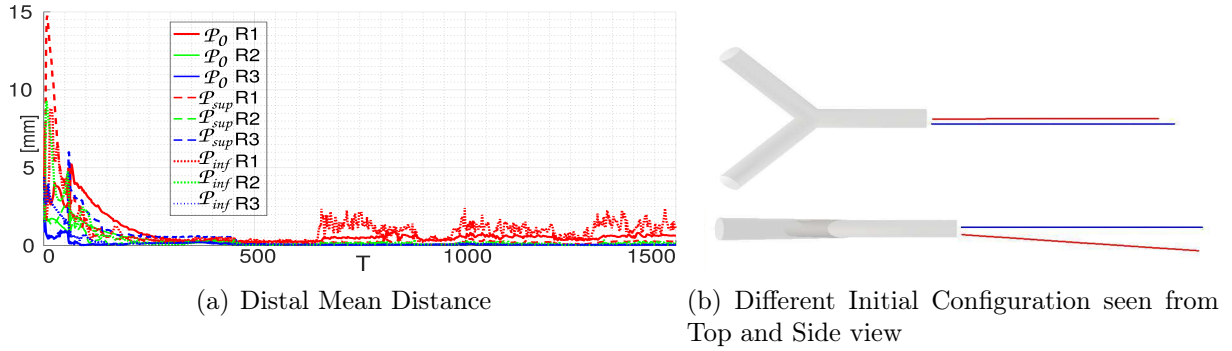 15
10
[mm]
5
0
𝒫₀ R1
𝒫₀ R2
𝒫₀ R3
𝒫sup R1
𝒫sup R2
𝒫sup R3
𝒫inf R1
𝒫inf R2
𝒫inf R3
0 500 1000 1500
T
(a) Distal Mean Distance
(b) Different Initial Configuration seen from
Top and Side view